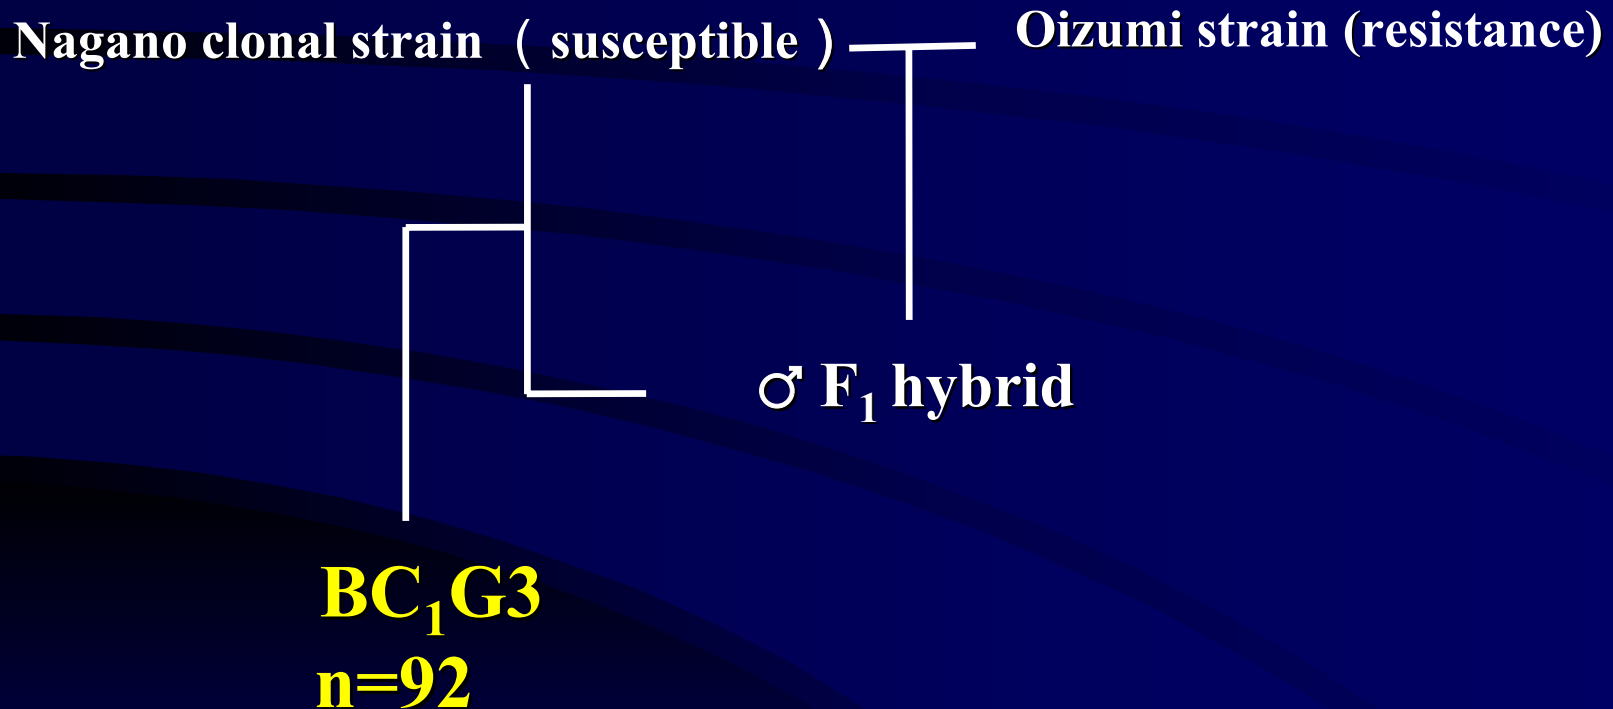 Nagano clonal strain ( susceptible )
Oizumi strain (resistance)
♂ F₁ hybrid
BC₁G3
n=92